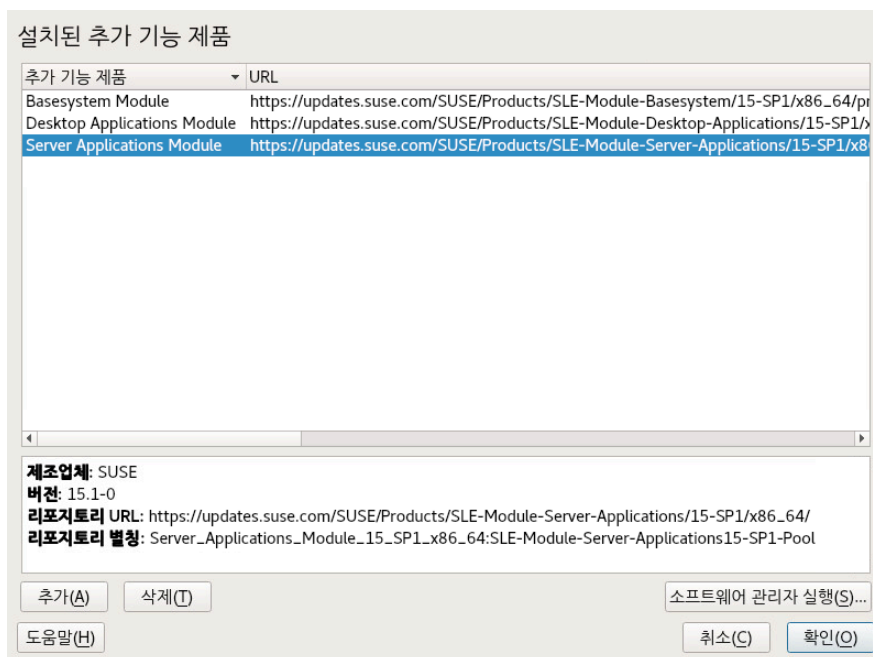 설치된 추가 기능 제품
추가 기능 제품 URL
Basesystem Module https://updates.suse.com/SUSE/Products/SLE-Module-Basesystem/15-SP1/x86_64/pr
Desktop Applications Module https://updates.suse.com/SUSE/Products/SLE-Module-Desktop-Applications/15-SP1/x
Server Applications Module https://updates.suse.com/SUSE/Products/SLE-Module-Server-Applications/15-SP1/x8
제조업체: SUSE
버전: 15.1-0
리포지토리 URL: https://updates.suse.com/SUSE/Products/SLE-Module-Server-Applications/15-SP1/x86_64/
리포지토리 별칭: Server_Applications_Module_15_SP1_x86_64:SLE-Module-Server-Applications15-SP1-Pool
추가(A) 삭제(T) 소프트웨어 관리자 실행(S)...
도움말(H) 취소(C) 확인(O)